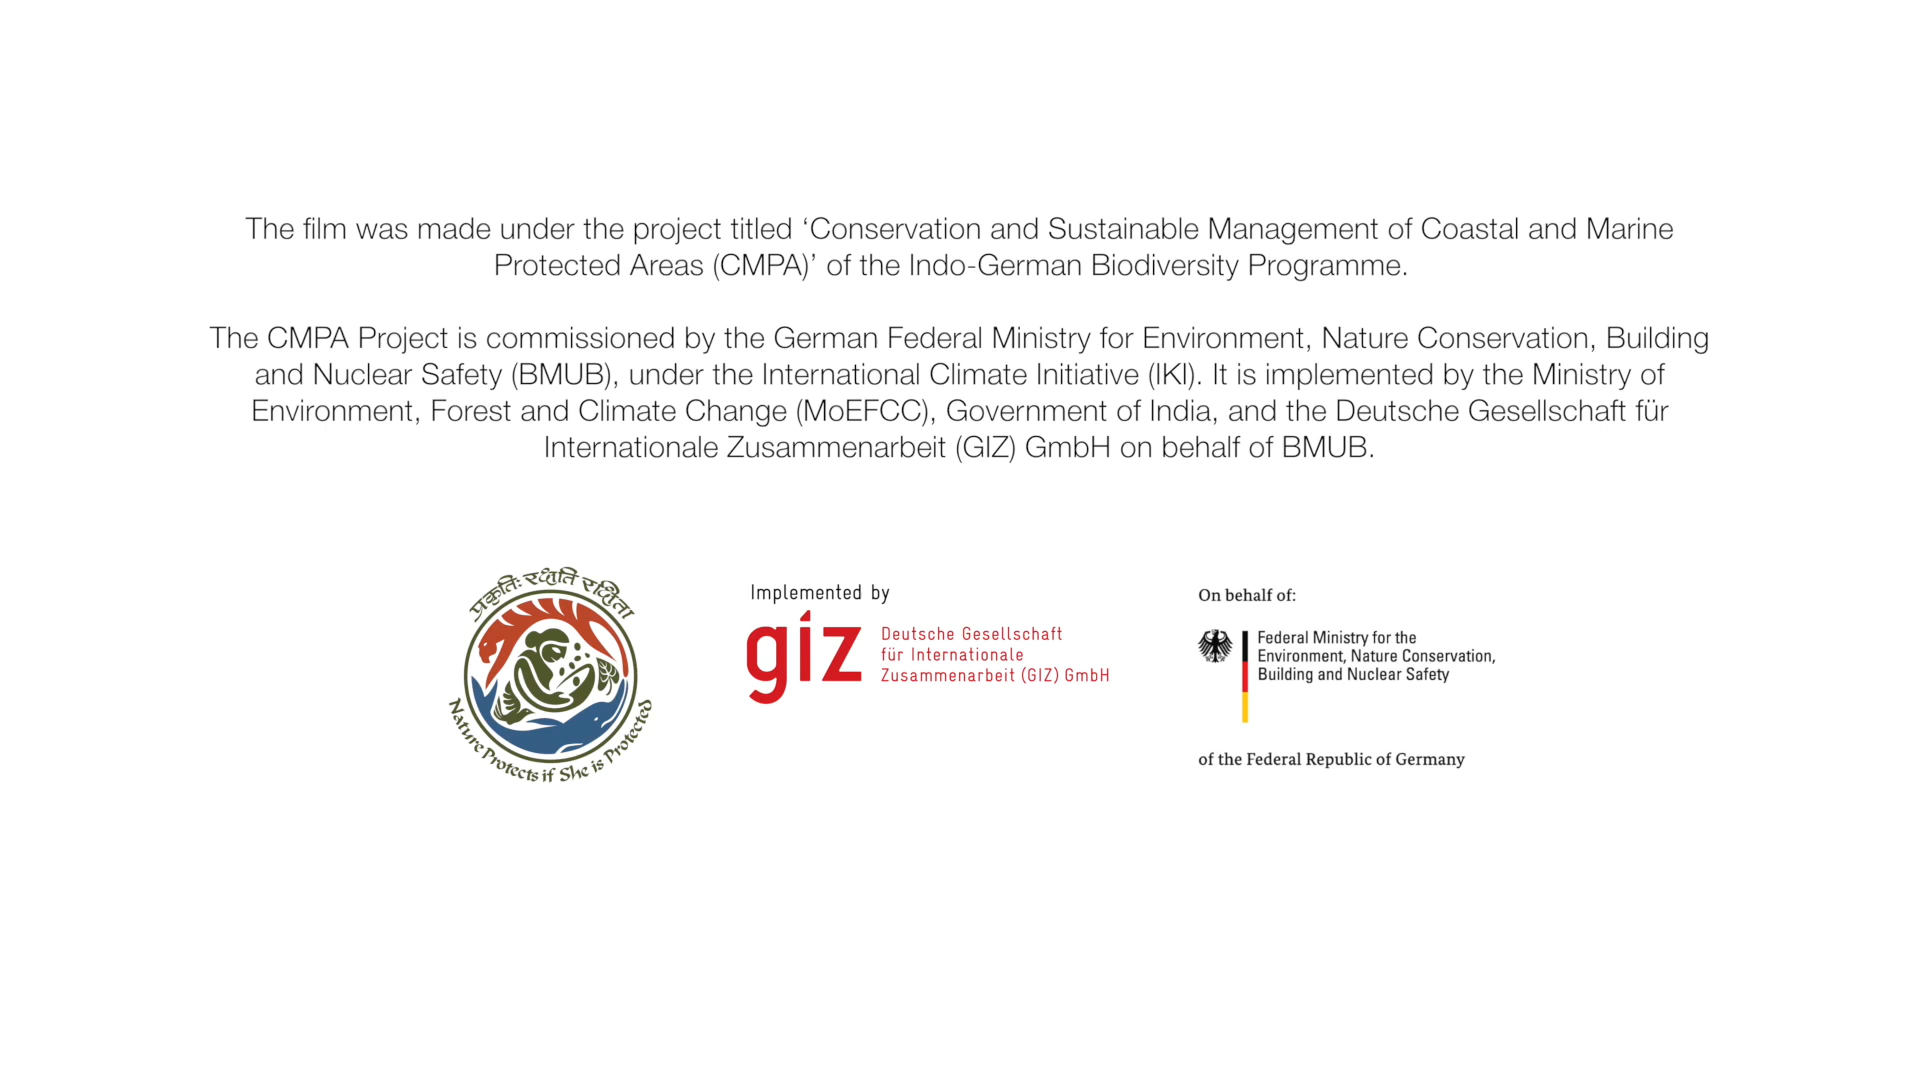 The film was made under the project titled ‘Conservation and Sustainable Management of Coastal and Marine
Protected Areas (CMPA)’ of the Indo-German Biodiversity Programme.
The CMPA Project is commissioned by the German Federal Ministry for Environment, Nature Conservation, Building
and Nuclear Safety (BMUB), under the International Climate Initiative (IKI). It is implemented by the Ministry of
Environment, Forest and Climate Change (MoEFCC), Government of India, and the Deutsche Gesellschaft für
Internationale Zusammenarbeit (GIZ) GmbH on behalf of BMUB.
प्रकृतिः रक्षति रक्षिता
Nature Protects if She is Protected
Implemented by
giz
Deutsche Gesellschaft
für Internationale
Zusammenarbeit (GIZ) GmbH
On behalf of:
Federal Ministry for the
Environment, Nature Conservation,
Building and Nuclear Safety
of the Federal Republic of Germany